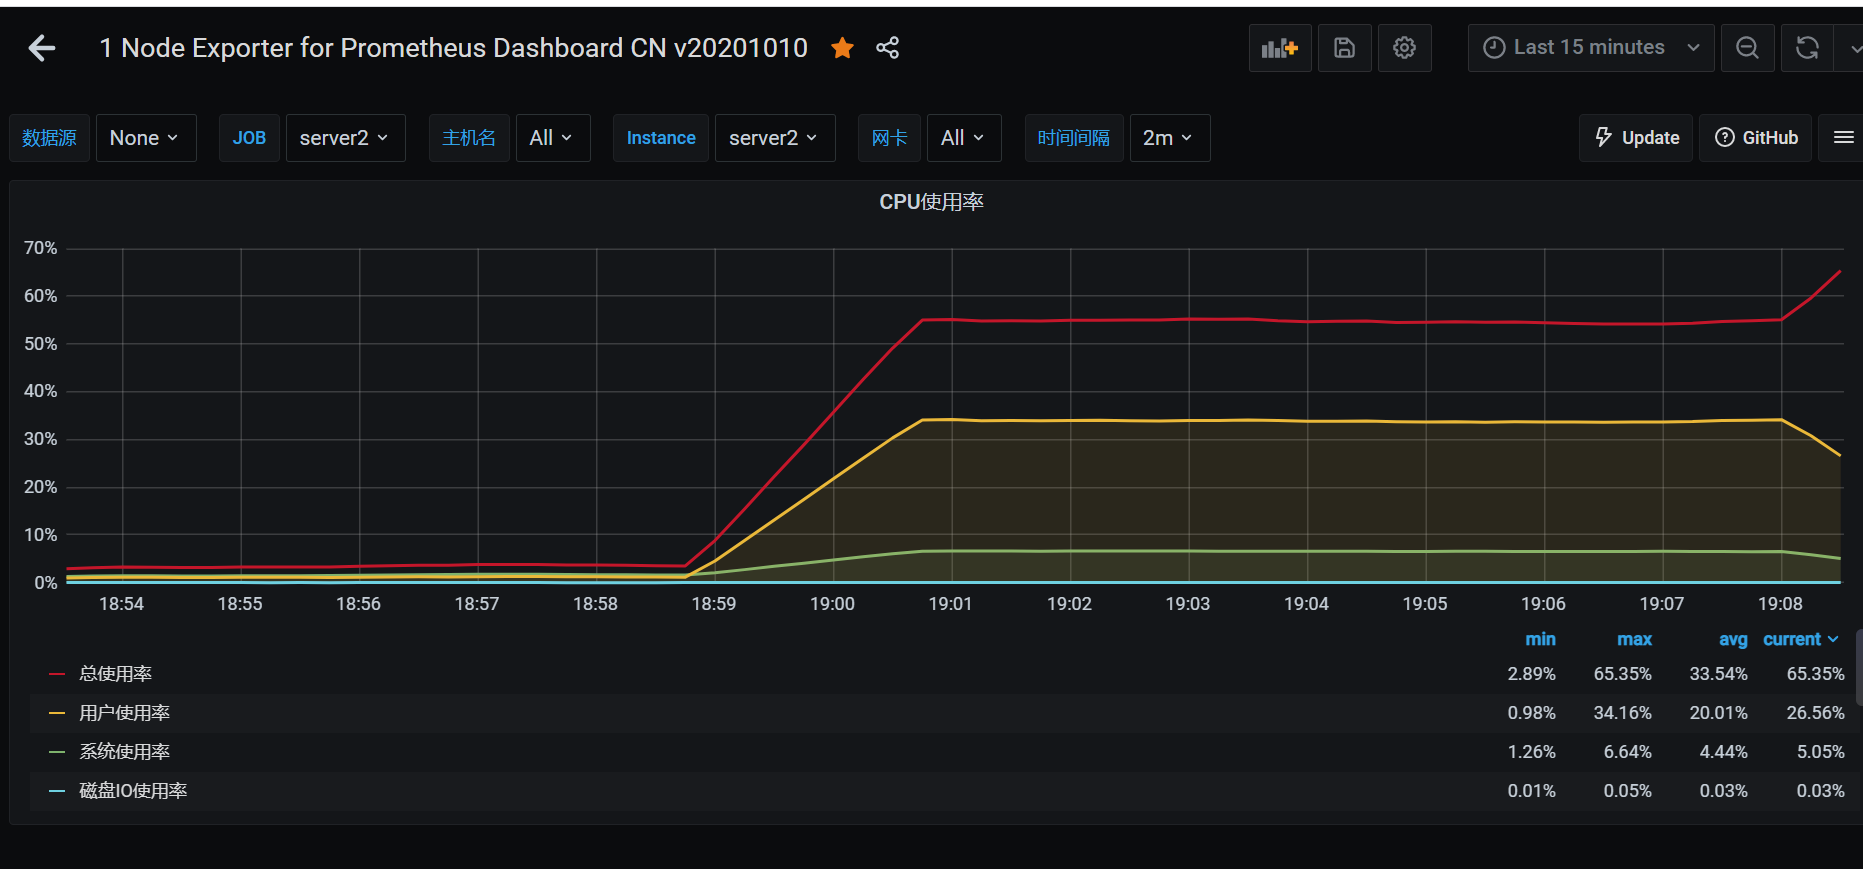 1 Node Exporter for Prometheus Dashboard CN v20201010
Last 15 minutes
数据源 None JOB server2 主机名 All Instance server2 网卡 All 时间间隔 2m Update GitHub
CPU使用率
70%
60%
50%
40%
30%
20%
10%
0%
18:54 18:55 18:56 18:57 18:58 18:59 19:00 19:01 19:02 19:03 19:04 19:05 19:06 19:07 19:08
min max avg current
总使用率 2.89% 65.35% 33.54% 65.35%
用户使用率 0.98% 34.16% 20.01% 26.56%
系统使用率 1.26% 6.64% 4.44% 5.05%
磁盘IO使用率 0.01% 0.05% 0.03% 0.03%